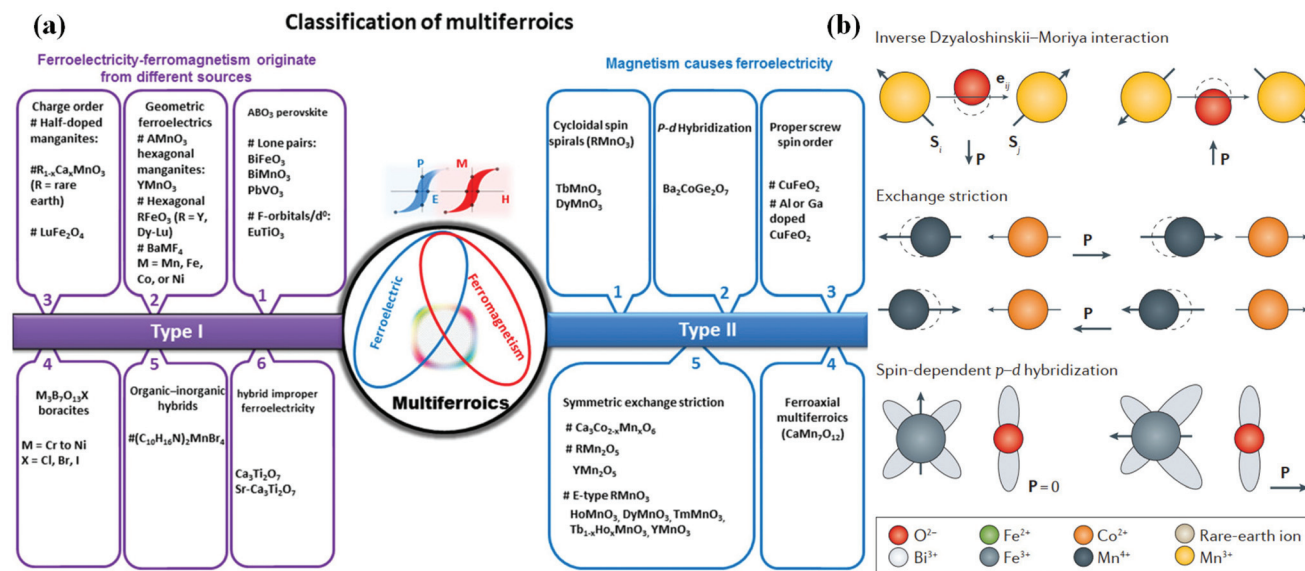 (a)
Classification of multiferroics
Ferroelectricity-ferromagnetism originate
from different sources
Charge order
# Half-doped
manganites:
#R₁₋ₓCaₓMnO₃
(R = rare
earth)
# LuFe₂O₄
3
Geometric
ferroelectrics
# AMnO₃
hexagonal
manganites:
YMnO₃
# Hexagonal
RFeO₃ (R = Y,
Dy-Lu)
# BaMF₄
M = Mn, Fe,
Co, or Ni
2
ABO₃ perovskite
# Lone pairs:
BiFeO₃
BiMnO₃
PbVO₃
# F-orbitals/d⁰:
EuTiO₃
1
Type I
4
M₃B₇O₁₃X
boracites
M = Cr to Ni
X = Cl, Br, I
5
Organic–inorganic
hybrids
#(C₁₀H₁₆N)₂MnBr₄
6
hybrid improper
ferroelectricity
Ca₃Ti₂O₇
Sr-Ca₃Ti₂O₇
P
E
M
H
Ferroelectric
Ferromagnetism
Multiferroics
Magnetism causes ferroelectricity
Cycloidal spin
spirals (RMnO₃)
TbMnO₃
DyMnO₃
1
P-d Hybridization
Ba₂CoGe₂O₇
2
Proper screw
spin order
# CuFeO₂
# Al or Ga
doped
CuFeO₂
3
Type II
5
Symmetric exchange striction
# Ca₃Co₂₋ₓMnₓO₆
# RMn₂O₅
YMn₂O₅
# E-type RMnO₃
HoMnO₃, DyMnO₃, TmMnO₃,
Tb₁₋ₓHoₓMnO₃, YMnO₃
4
Ferroaxial
multiferroics
(CaMn₇O₁₂)
(b)
Inverse Dzyaloshinskii–Moriya interaction
eᵢⱼ
Sᵢ
P
Sⱼ
P
Exchange striction
P
P
Spin-dependent p–d hybridization
P = 0
P
O²⁻
Fe²⁺
Co²⁺
Rare-earth ion
Bi³⁺
Fe³⁺
Mn⁴⁺
Mn³⁺